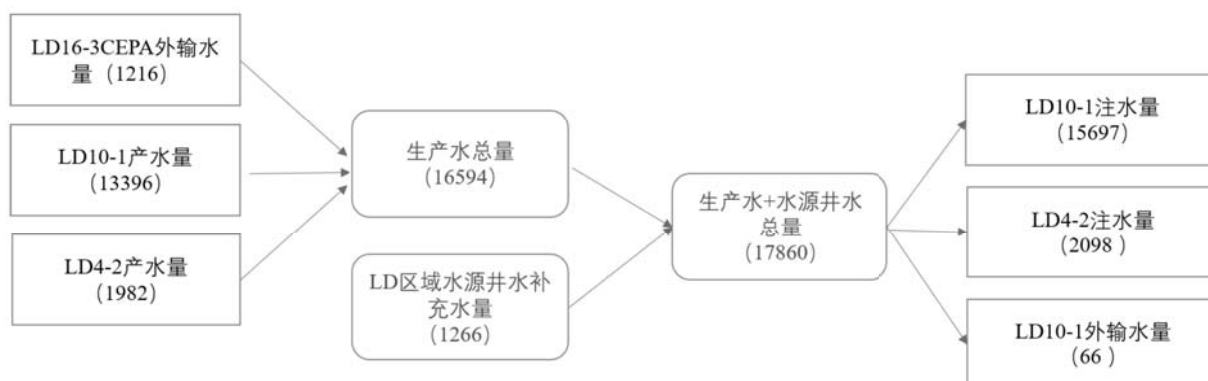 LD16-3CEPA外输水
量（1216）
LD10-1产水量
(13396)
LD4-2产水量
(1982)
生产水总量
(16594)
LD区域水源井水补
充水量
(1266)
生产水+水源井水
总量
(17860)
LD10-1注水量
(15697)
LD4-2注水量
(2098 )
LD10-1外输水量
(66 )